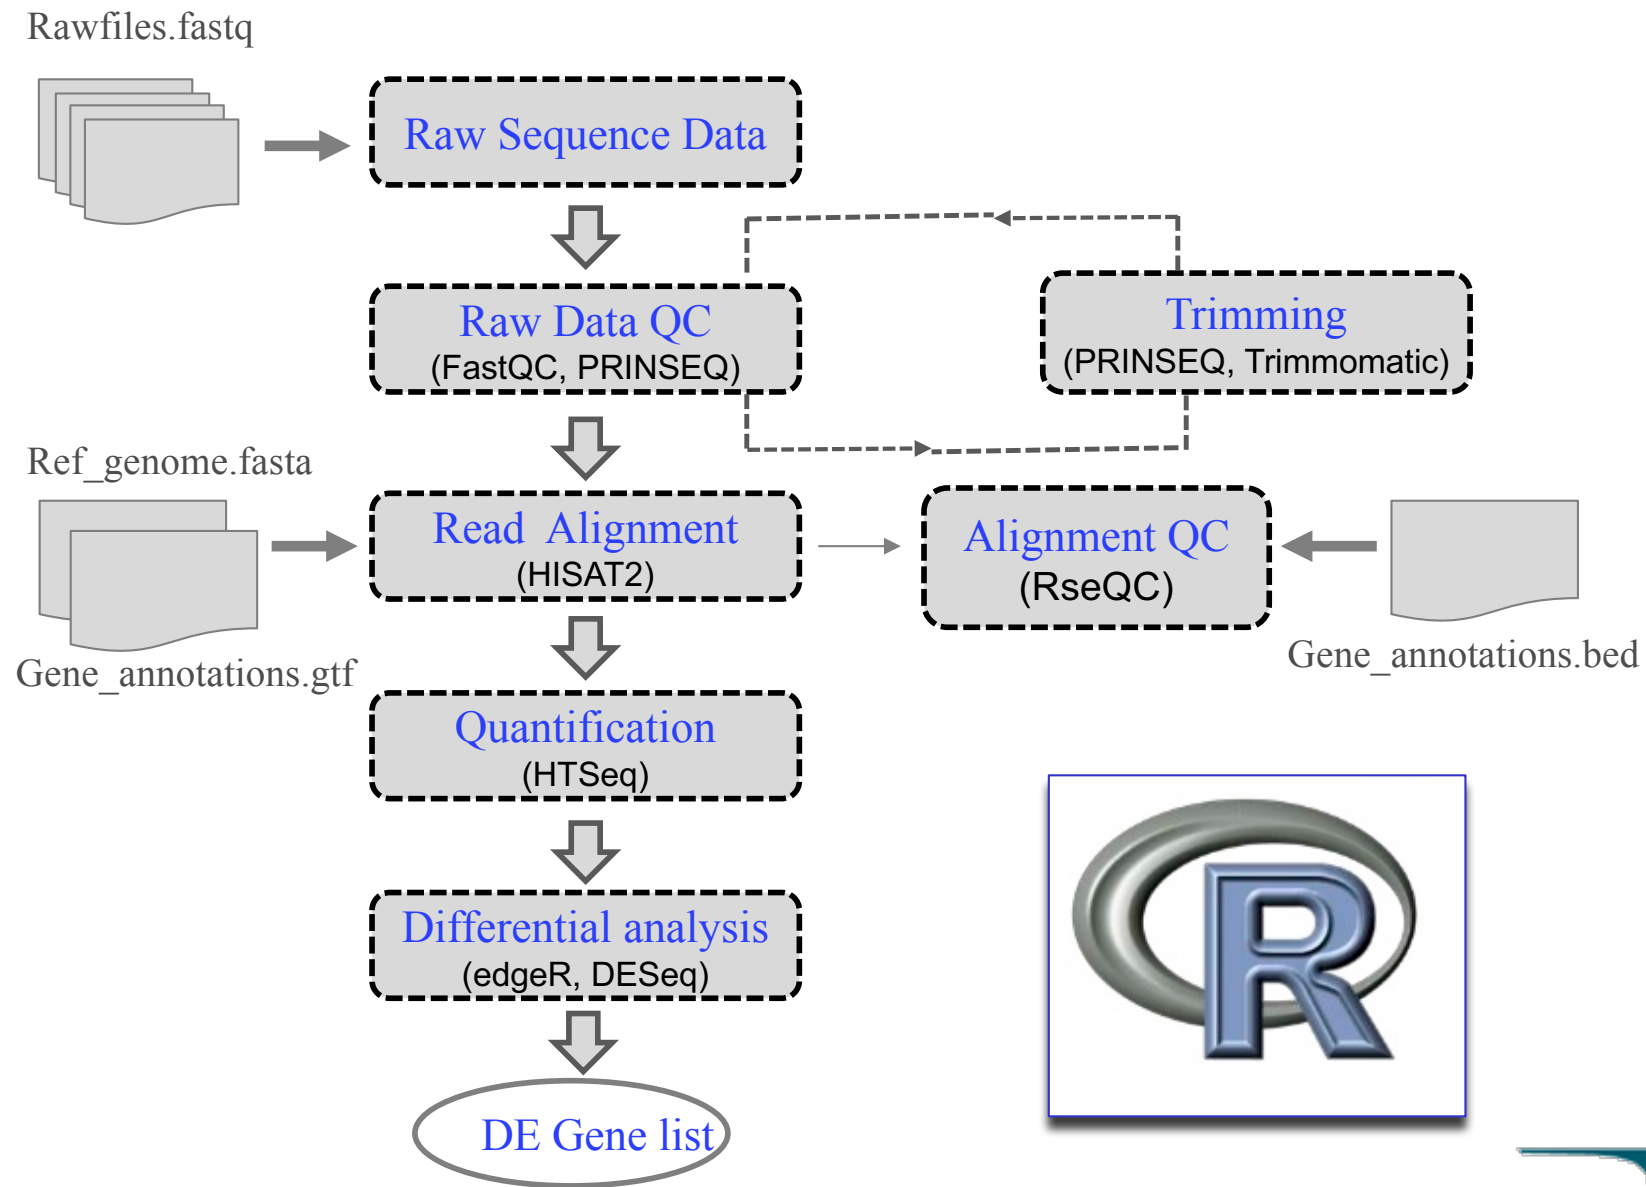 Rawfiles.fastq
Raw Sequence Data
Raw Data QC
(FastQC, PRINSEQ)
Trimming
(PRINSEQ, Trimmomatic)
Ref_genome.fasta
Read Alignment
(HISAT2)
Alignment QC
(RseQC)
Gene_annotations.gtf
Gene_annotations.bed
Quantification
(HTSeq)
Differential analysis
(edgeR, DESeq)
R
DE Gene list